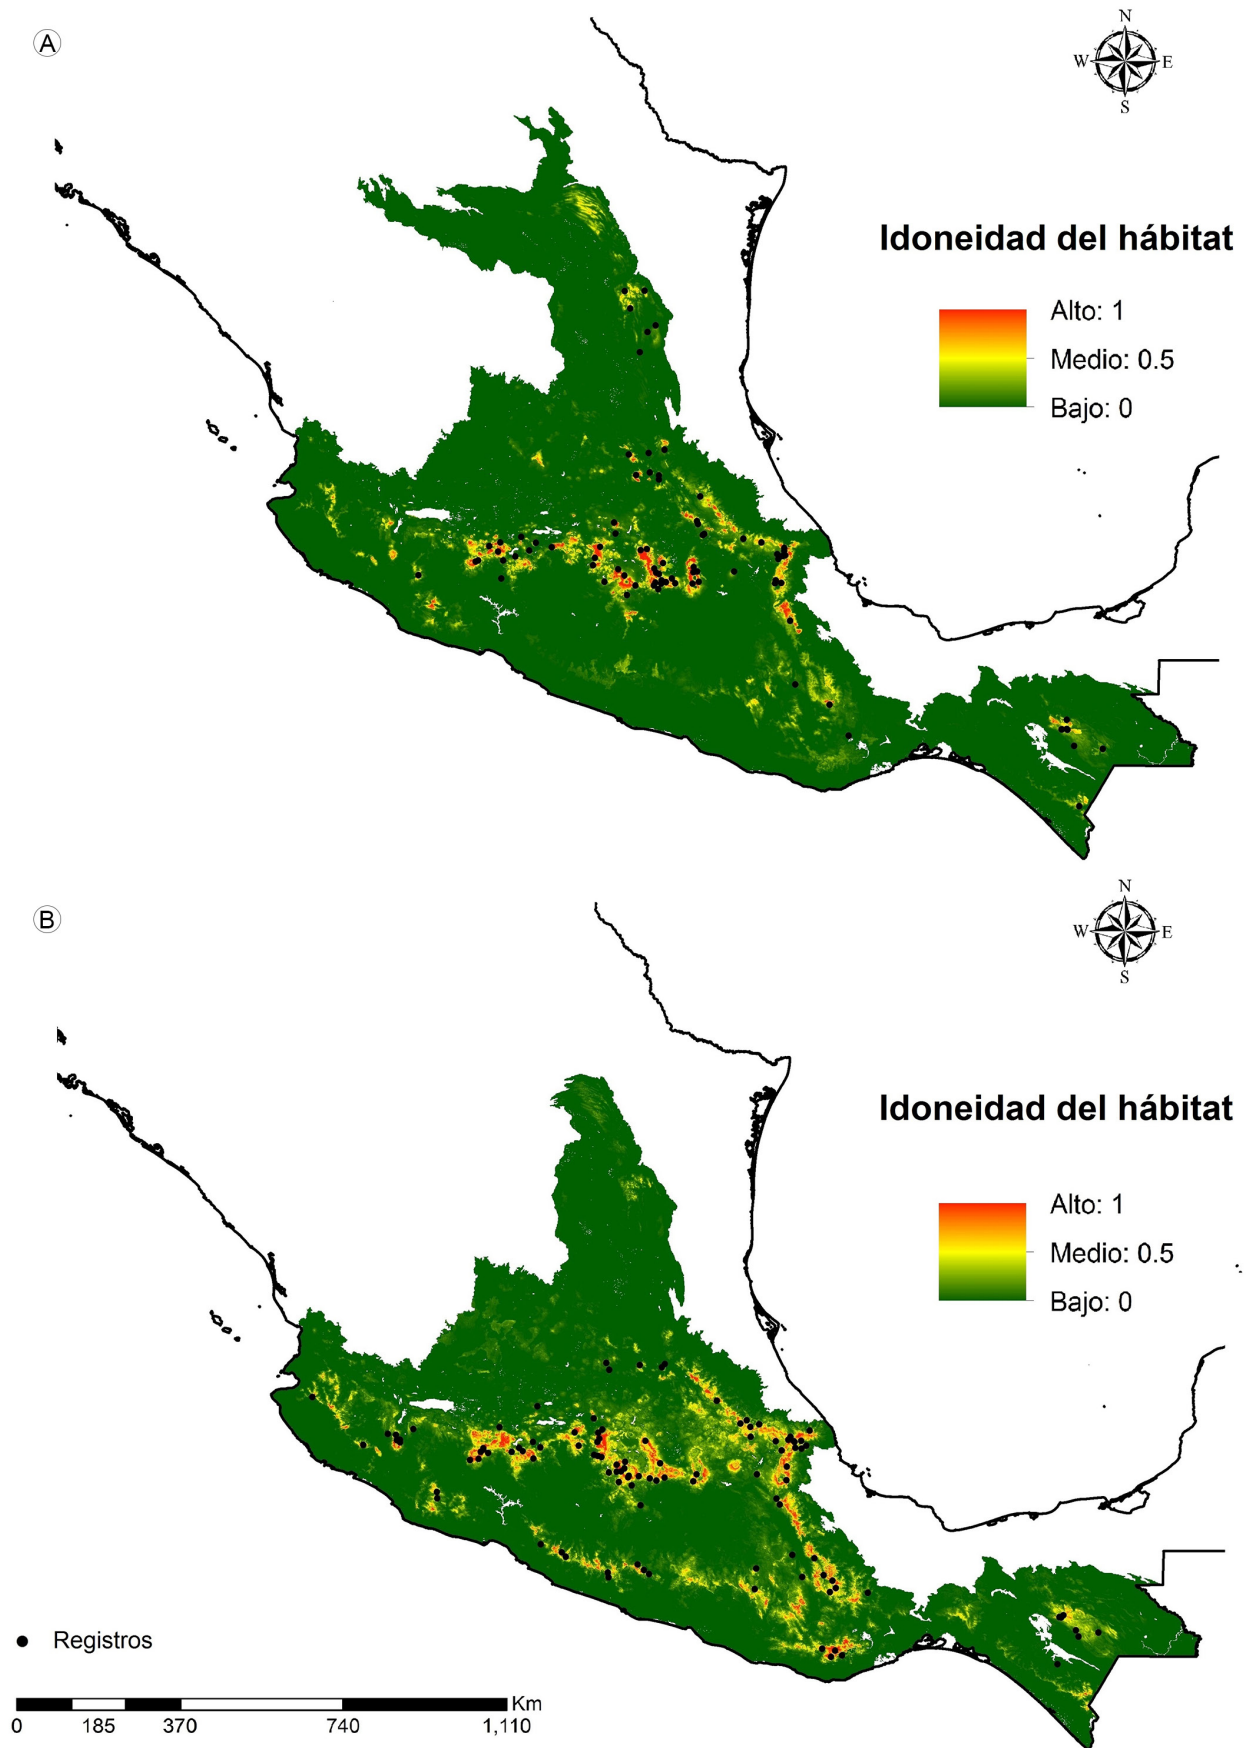 A
N
W E
S
Idoneidad del hábitat
Alto: 1
Medio: 0.5
Bajo: 0
B
N
W E
S
Idoneidad del hábitat
Alto: 1
Medio: 0.5
Bajo: 0
Registros
Km
0 185 370 740 1,110